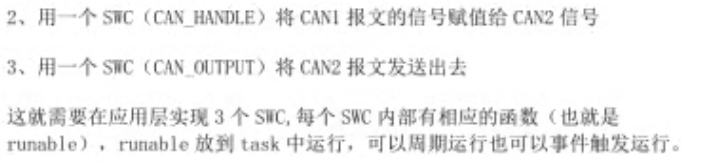 2、用一个 SWC（CAN_HANDLE）将 CAN1 报文的信号赋值给 CAN2 信号
3、用一个 SWC（CAN_OUTPUT）将 CAN2 报文发送出去
这就需要在应用层实现 3 个 SWC,每个 SWC 内部有相应的函数（也就是
runable），runable 放到 task 中运行，可以周期运行也可以事件触发运行。